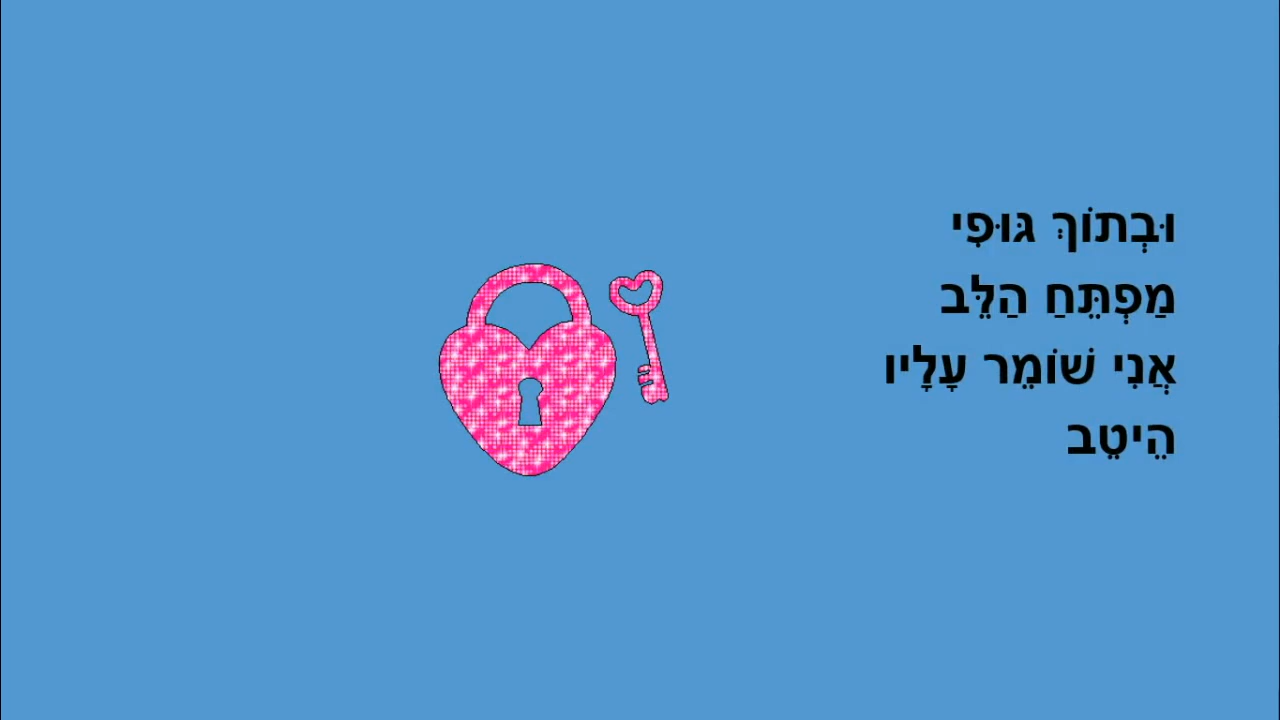 וּבְתוֹךְ גּוּפִי
מַפְתֵּחַ הַלֵּב
אֲנִי שׁוֹמֵר עָלָיו
הֵיטֵב